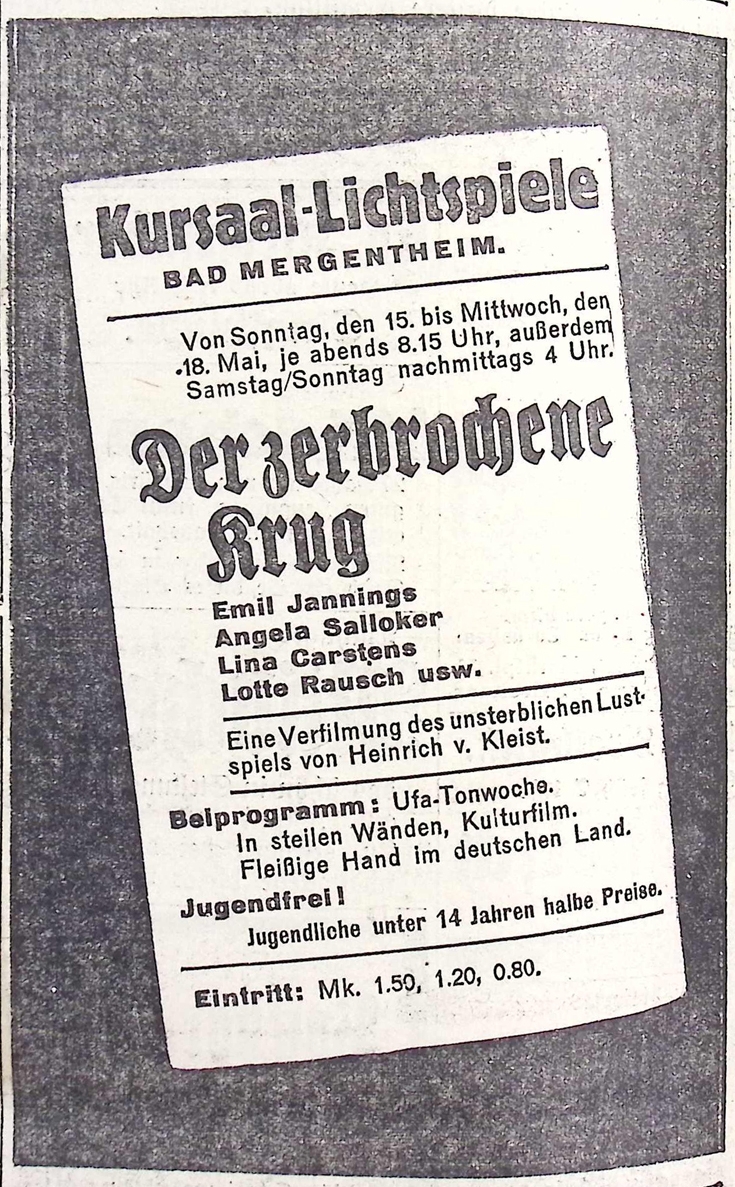 Kursaal-Lichtspiele
BAD MERGENTHEIM.
Von Sonntag, den 15. bis Mittwoch, den
18. Mai, je abends 8.15 Uhr, außerdem
Samstag/Sonntag nachmittags 4 Uhr.
Der zerbrochene
Krug
Emil Jannings
Angela Salloker
Lina Carstens
Lotte Rausch usw.
Eine Verfilmung des unsterblichen Lust-
spiels von Heinrich v. Kleist.
Beiprogramm: Ufa-Tonwoche.
In steilen Wänden, Kulturfilm.
Fleißige Hand im deutschen Land.
Jugendfrei!
Jugendliche unter 14 Jahren halbe Preise.
Eintritt: Mk. 1.50, 1.20, 0.80.